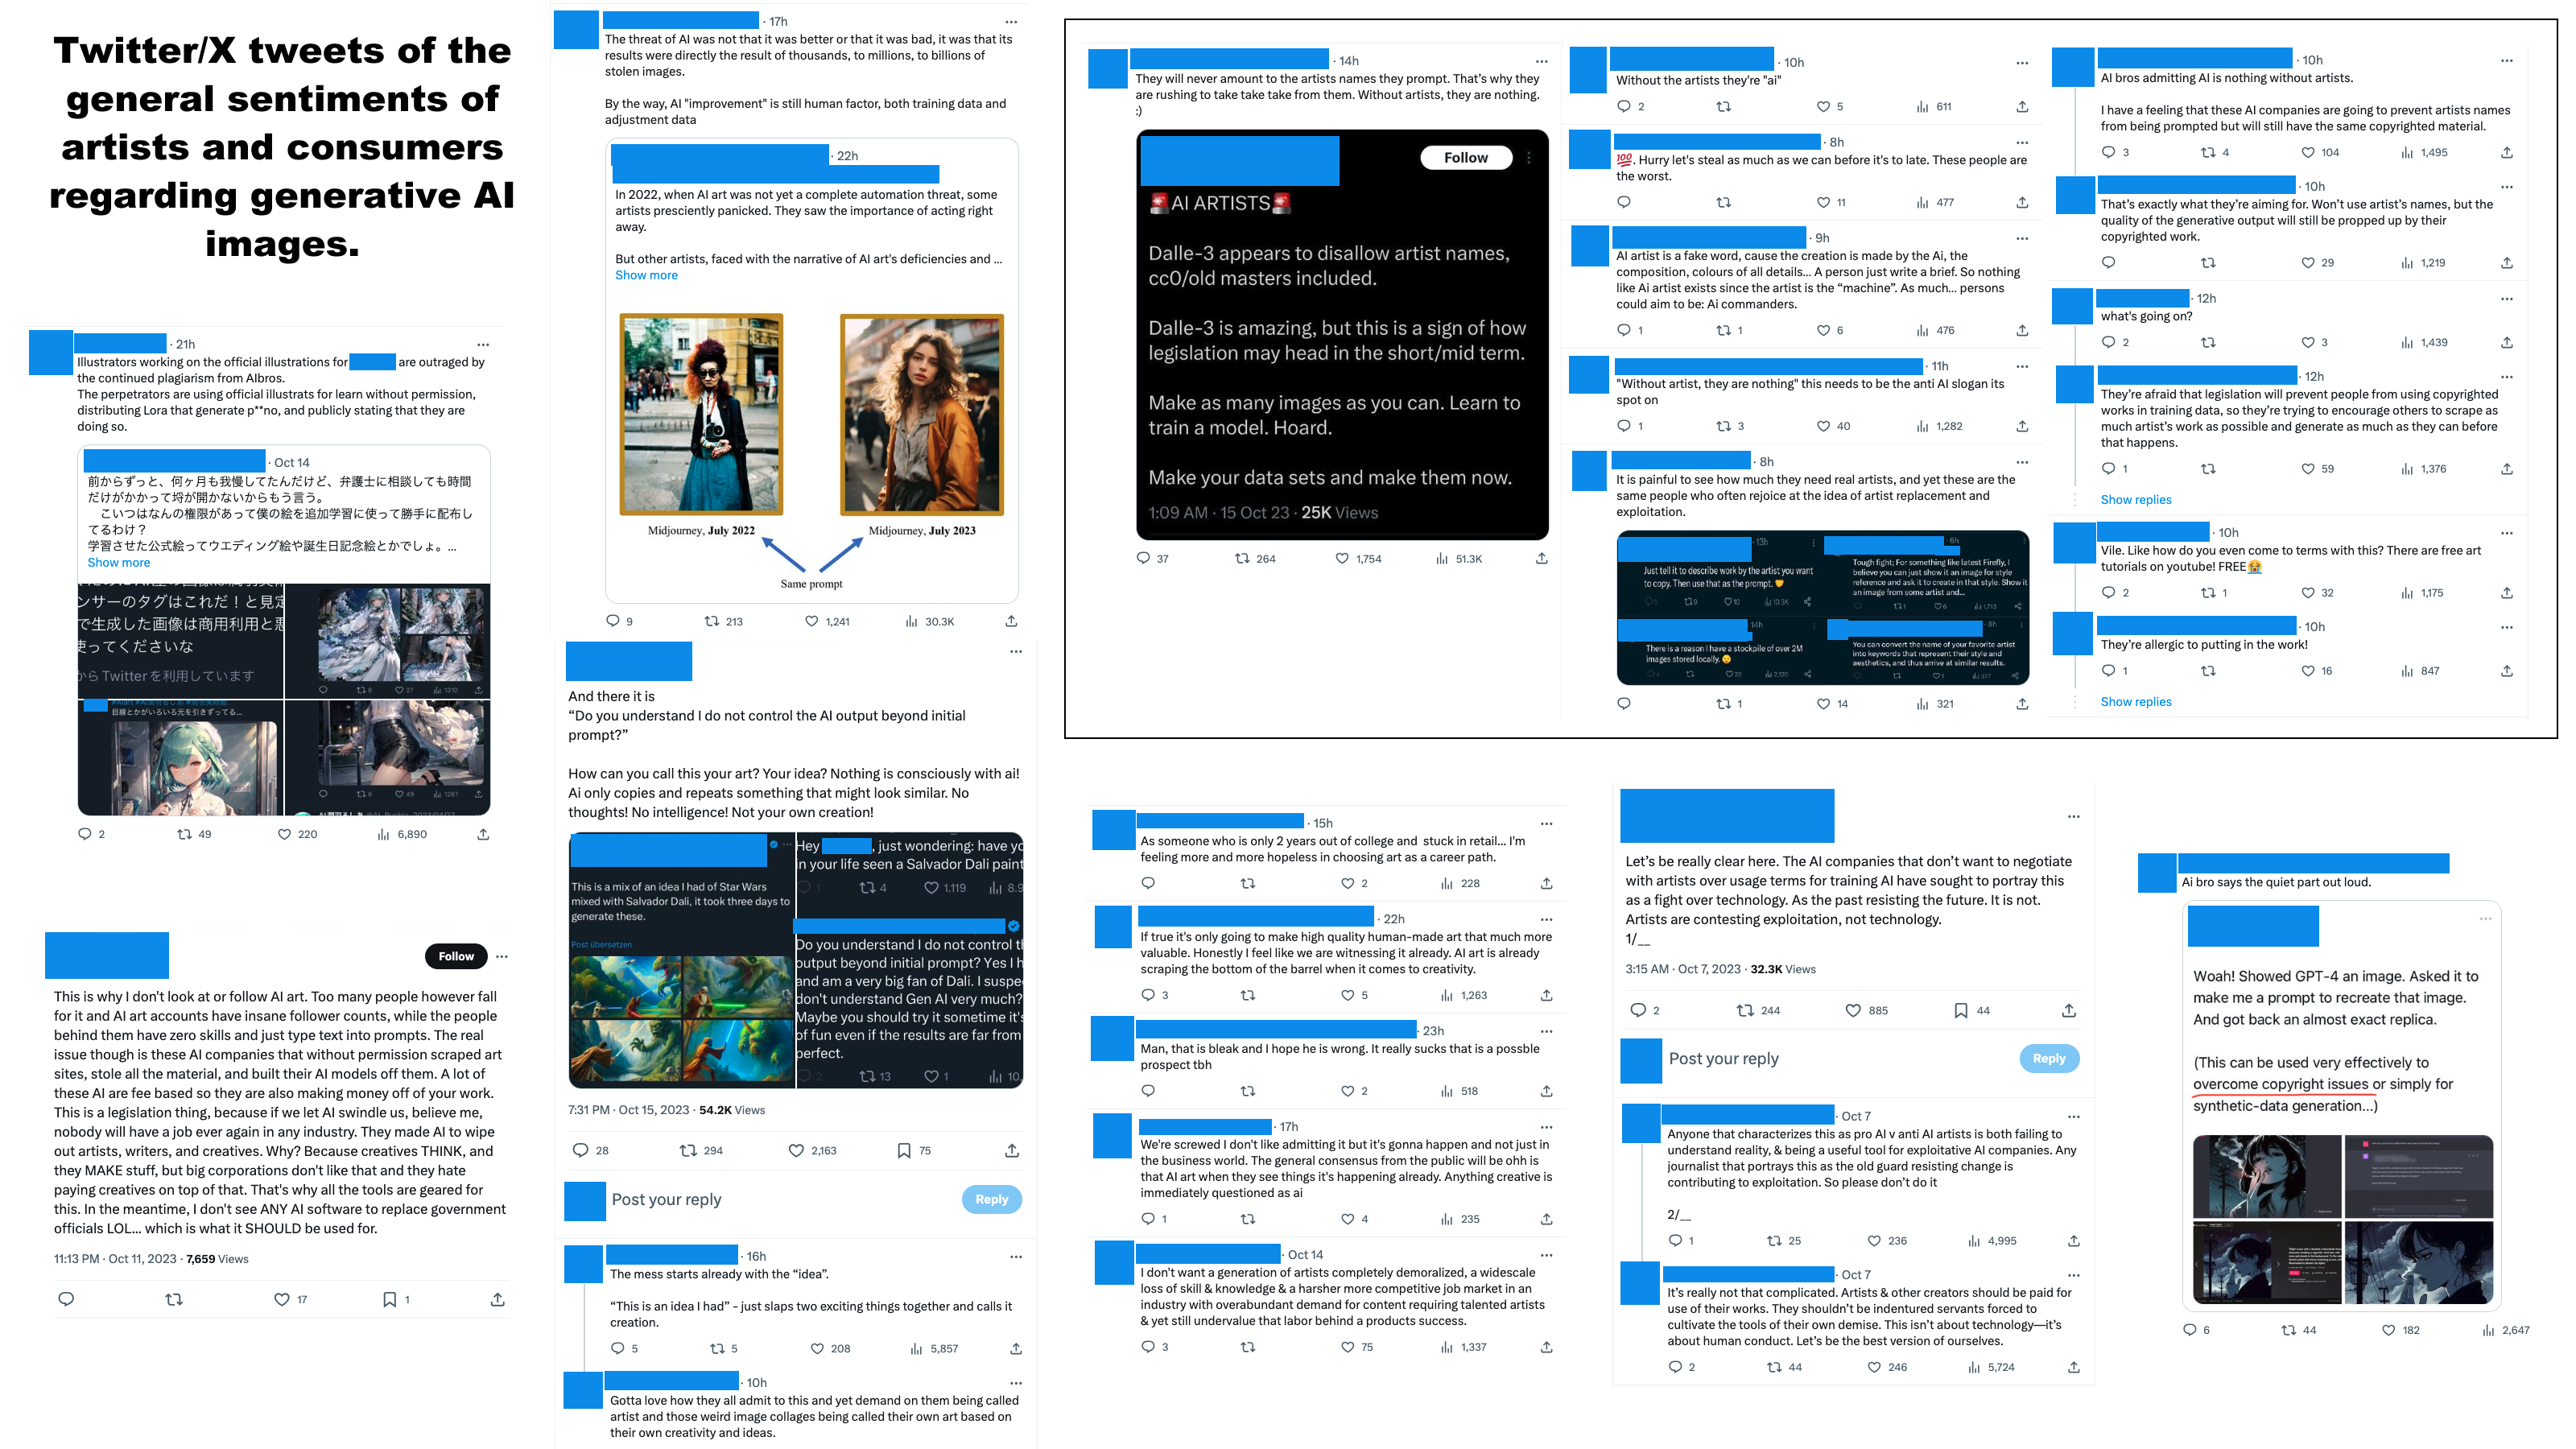 Twitter/X tweets of the
general sentiments of
artists and consumers
regarding generative AI
images.
· 21h
Illustrators working on the official illustrations for are outraged by
the continued plagiarism from AIbros.
The perpetrators are using official illustrats for learn without permission,
distributing Lora that generate p**no, and publicly stating that they are
doing so.
· Oct 14
前からずっと、何ヶ月も我慢してたんだけど、弁護士に相談しても時間
だけがかかって埒が開かないからもう言う。
こいつはなんの権限があって僕の絵を追加学習に使って勝手に配布し
てるわけ？
学習させた公式絵ってウエディング絵や誕生日記念絵とかでしょ。...
Show more
ンサーのタグはこれだ！と見定
で生成した画像は商用利用と悪
使ってくださいな
から Twitter を利用しています
6 27 1310
目線とかがいろいろ元を引きずってる...
6 49 1287
2 49 220 6,890
Follow
This is why I don't look at or follow AI art. Too many people however fall
for it and AI art accounts have insane follower counts, while the people
behind them have zero skills and just type text into prompts. The real
issue though is these AI companies that without permission scraped art
sites, stole all the material, and built their AI models off them. A lot of
these AI are fee based so they are also making money off of your work.
This is a legislation thing, because if we let AI swindle us, believe me,
nobody will have a job ever again in any industry. They made AI to wipe
out artists, writers, and creatives. Why? Because creatives THINK, and
they MAKE stuff, but big corporations don't like that and they hate
paying creatives on top of that. That's why all the tools are geared for
this. In the meantime, I don't see ANY AI software to replace government
officials LOL... which is what it SHOULD be used for.
11:13 PM · Oct 11, 2023 · 7,659 Views
17 1
· 17h
The threat of AI was not that it was better or that it was bad, it was that its
results were directly the result of thousands, to millions, to billions of
stolen images.
By the way, AI "improvement" is still human factor, both training data and
adjustment data
· 22h
In 2022, when AI art was not yet a complete automation threat, some
artists presciently panicked. They saw the importance of acting right
away.
But other artists, faced with the narrative of AI art's deficiencies and ...
Show more
Midjourney, July 2022 Midjourney, July 2023
Same prompt
9 213 1,241 30.3K
And there it is
“Do you understand I do not control the AI output beyond initial
prompt?”
How can you call this your art? Your idea? Nothing is consciously with ai!
Ai only copies and repeats something that might look similar. No
thoughts! No intelligence! Not your own creation!
This is a mix of an idea I had of Star Wars
mixed with Salvador Dali, it took three days to
generate these.
Post übersetzen
Hey , just wondering: have yo
in your life seen a Salvador Dali paint
1 4 1.119 8.9
Do you understand I do not control th
output beyond initial prompt? Yes I h
and am a very big fan of Dali. I suspe
don't understand Gen AI very much?
Maybe you should try it sometime it's
of fun even if the results are far from
perfect.
2 13 1 10.
7:31 PM · Oct 15, 2023 · 54.2K Views
28 294 2,163 75
Post your reply Reply
· 16h
The mess starts already with the “idea”.
“This is an idea I had” - just slaps two exciting things together and calls it
creation.
5 5 208 5,857
· 10h
Gotta love how they all admit to this and yet demand on them being called
artist and those weird image collages being called their own art based on
their own creativity and ideas.
· 14h
They will never amount to the artists names they prompt. That’s why they
are rushing to take take take from them. Without artists, they are nothing.
:)
Follow
🚨AI ARTISTS🚨
Dalle-3 appears to disallow artist names,
cc0/old masters included.
Dalle-3 is amazing, but this is a sign of how
legislation may head in the short/mid term.
Make as many images as you can. Learn to
train a model. Hoard.
Make your data sets and make them now.
1:09 AM · 15 Oct 23 · 25K Views
37 264 1,754 51.3K
· 10h
Without the artists they're "ai"
2 5 611
· 8h
💯. Hurry let's steal as much as we can before it's to late. These people are
the worst.
11 477
· 9h
AI artist is a fake word, cause the creation is made by the Ai, the
composition, colours of all details... A person just write a brief. So nothing
like Ai artist exists since the artist is the “machine”. As much... persons
could aim to be: Ai commanders.
1 1 6 476
· 11h
"Without artist, they are nothing" this needs to be the anti AI slogan its
spot on
1 3 40 1,282
· 8h
It is painful to see how much they need real artists, and yet these are the
same people who often rejoice at the idea of artist replacement and
exploitation.
· 13h
Just tell it to describe work by the artist you want
to copy. Then use that as the prompt. 🧡
9 10 10.3K
· 6h
Tough fight; For something like latest Firefly, I
believe you can just show it an image for style
reference and ask it to create in that style. Show it
an image from some artist and...
1 6 1,713
14h
There is a reason I have a stockpile of over 2M
images stored locally. 😉
22 2,120
· 8h
You can convert the name of your favorite artist
into keywords that represent their style and
aesthetics, and thus arrive at similar results.
1 577
1 14 321
· 10h
AI bros admitting AI is nothing without artists.
I have a feeling that these AI companies are going to prevent artists names
from being prompted but will still have the same copyrighted material.
3 4 104 1,495
· 10h
That’s exactly what they’re aiming for. Won’t use artist’s names, but the
quality of the generative output will still be propped up by their
copyrighted work.
29 1,219
· 12h
what's going on?
2 3 1,439
· 12h
They’re afraid that legislation will prevent people from using copyrighted
works in training data, so they’re trying to encourage others to scrape as
much artist’s work as possible and generate as much as they can before
that happens.
1 59 1,376
Show replies
· 10h
Vile. Like how do you even come to terms with this? There are free art
tutorials on youtube! FREE😭
2 1 32 1,175
· 10h
They’re allergic to putting in the work!
1 16 847
Show replies
· 15h
As someone who is only 2 years out of college and stuck in retail... I'm
feeling more and more hopeless in choosing art as a career path.
2 228
· 22h
If true it's only going to make high quality human-made art that much more
valuable. Honestly I feel like we are witnessing it already. AI art is already
scraping the bottom of the barrel when it comes to creativity.
3 5 1,263
· 23h
Man, that is bleak and I hope he is wrong. It really sucks that is a possble
prospect tbh
2 518
· 17h
We're screwed I don't like admitting it but it's gonna happen and not just in
the business world. The general consensus from the public will be ohh is
that AI art when they see things it's happening already. Anything creative is
immediately questioned as ai
1 4 235
· Oct 14
I don't want a generation of artists completely demoralized, a widescale
loss of skill & knowledge & a harsher more competitive job market in an
industry with overabundant demand for content requiring talented artists
& yet still undervalue that labor behind a products success.
3 75 1,337
Let’s be really clear here. The AI companies that don’t want to negotiate
with artists over usage terms for training AI have sought to portray this
as a fight over technology. As the past resisting the future. It is not.
Artists are contesting exploitation, not technology.
1/__
3:15 AM · Oct 7, 2023 · 32.3K Views
2 244 885 44
Post your reply Reply
· Oct 7
Anyone that characterizes this as pro AI v anti AI artists is both failing to
understand reality, & being a useful tool for exploitative AI companies. Any
journalist that portrays this as the old guard resisting change is
contributing to exploitation. So please don’t do it
2/__
1 25 236 4,995
· Oct 7
It’s really not that complicated. Artists & other creators should be paid for
use of their works. They shouldn’t be indentured servants forced to
cultivate the tools of their own demise. This isn’t about technology—it’s
about human conduct. Let’s be the best version of ourselves.
2 44 246 5,724
Ai bro says the quiet part out loud.
Woah! Showed GPT-4 an image. Asked it to
make me a prompt to recreate that image.
And got back an almost exact replica.
(This can be used very effectively to
overcome copyright issues or simply for
synthetic-data generation...)
6 44 182 2,647